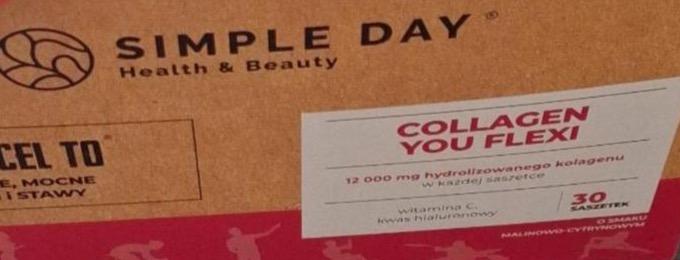 SIMPLE DAY ®
Health & Beauty
CEL TO
E, MOCNE
I STAWY
COLLAGEN
YOU FLEXI
12 000 mg hydrolizowanego kolagenu
w każdej saszetce
witamina C,
kwas hialuronowy
30
SASZETEK
O SMAKU
MALINOWO-CYTRYNOWYM